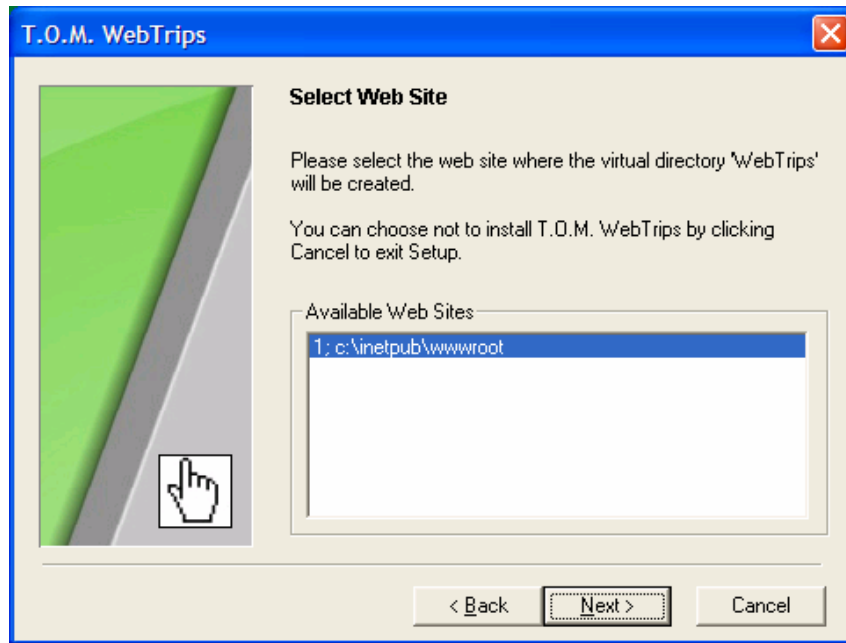 T.O.M. WebTrips
Select Web Site
Please select the web site where the virtual directory 'WebTrips'
will be created.
You can choose not to install T.O.M. WebTrips by clicking
Cancel to exit Setup.
Available Web Sites
1; c:\inetpub\wwwroot
< Back
Next >
Cancel